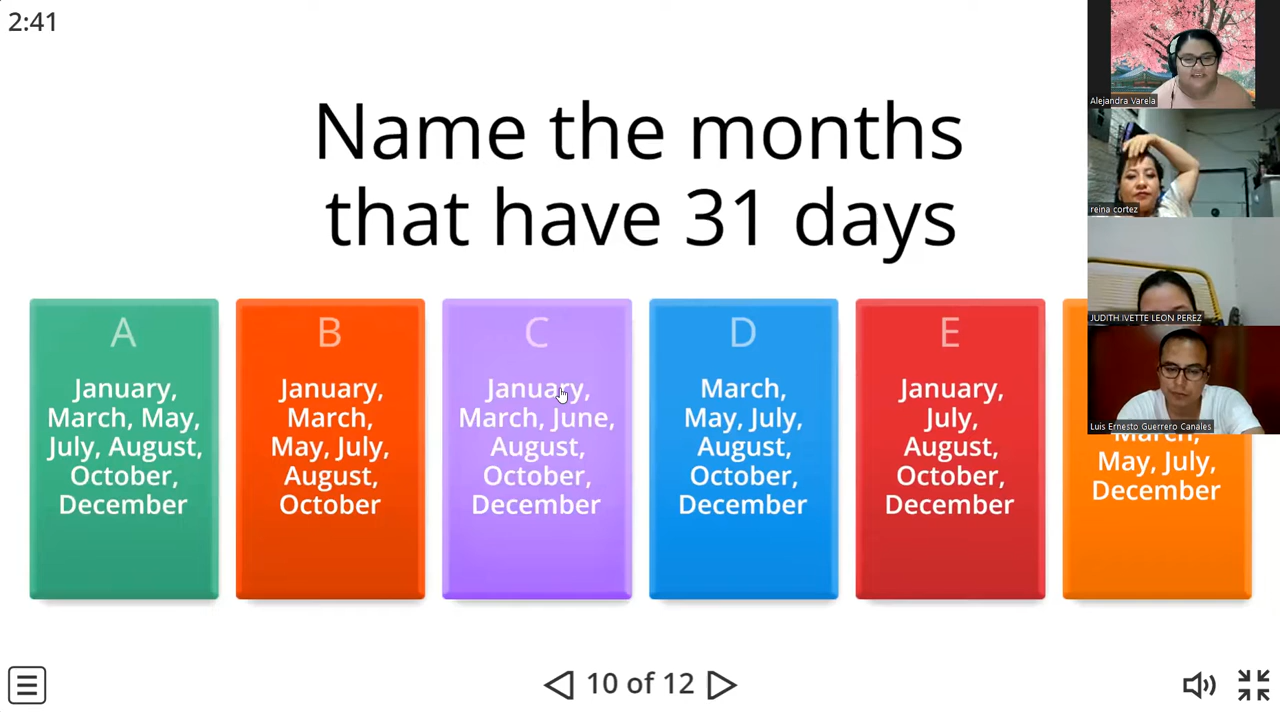 2:41
Name the months
that have 31 days
A
January,
March, May,
July, August,
October,
December
B
January,
March,
May, July,
August,
October
C
January,
March, June,
August,
October,
December
D
March,
May, July,
August,
October,
December
E
January,
July,
August,
October,
December
March,
May, July,
December
Alejandra Varela
reina cortez
JUDITH IVETTE LEON PEREZ
Luis Ernesto Guerrero Canales
10 of 12